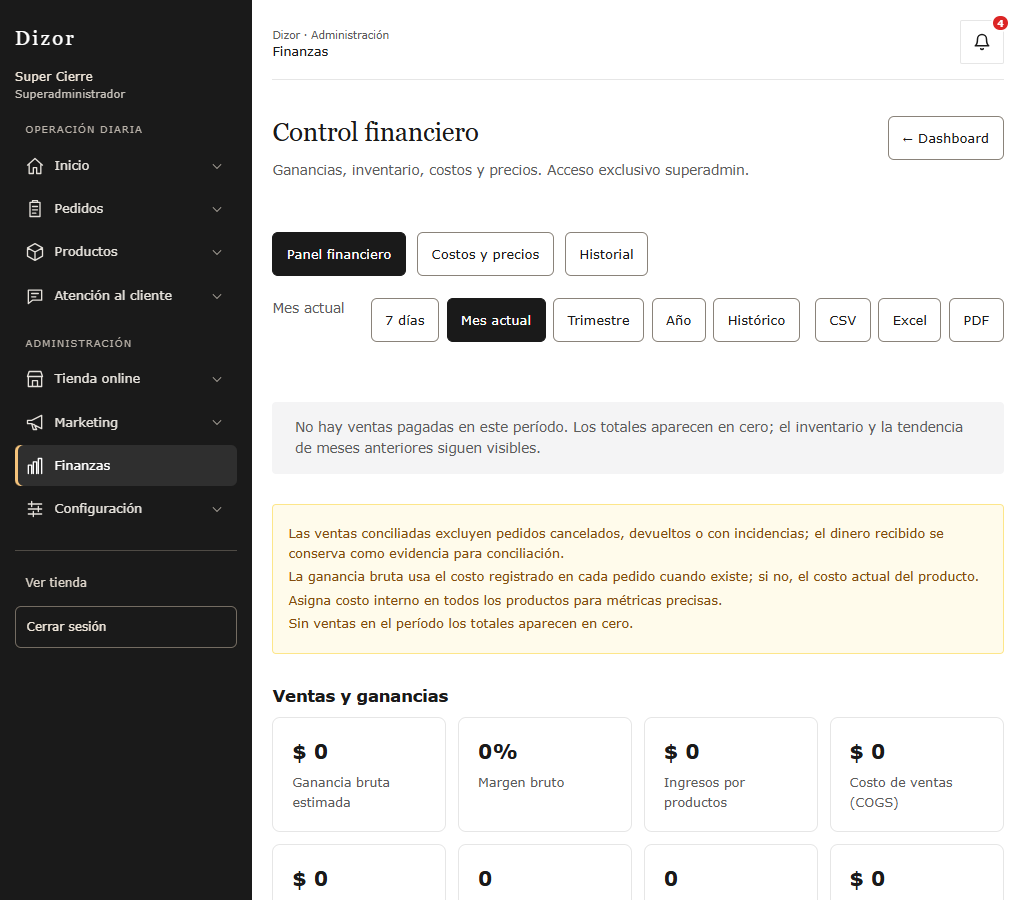 Dizor
Super Cierre
Superadministrador
OPERACIÓN DIARIA
Inicio
Pedidos
Productos
Atención al cliente
ADMINISTRACIÓN
Tienda online
Marketing
Finanzas
Configuración
Ver tienda
Cerrar sesión
Dizor · Administración
Finanzas
4
Control financiero
← Dashboard
Ganancias, inventario, costos y precios. Acceso exclusivo superadmin.
Panel financiero
Costos y precios
Historial
Mes actual
7 días
Mes actual
Trimestre
Año
Histórico
CSV
Excel
PDF
No hay ventas pagadas en este período. Los totales aparecen en cero; el inventario y la tendencia
de meses anteriores siguen visibles.
Las ventas conciliadas excluyen pedidos cancelados, devueltos o con incidencias; el dinero recibido se
conserva como evidencia para conciliación.
La ganancia bruta usa el costo registrado en cada pedido cuando existe; si no, el costo actual del producto.
Asigna costo interno en todos los productos para métricas precisas.
Sin ventas en el período los totales aparecen en cero.
Ventas y ganancias
$ 0
Ganancia bruta
estimada
0%
Margen bruto
$ 0
Ingresos por
productos
$ 0
Costo de ventas
(COGS)
$ 0
0
0
$ 0